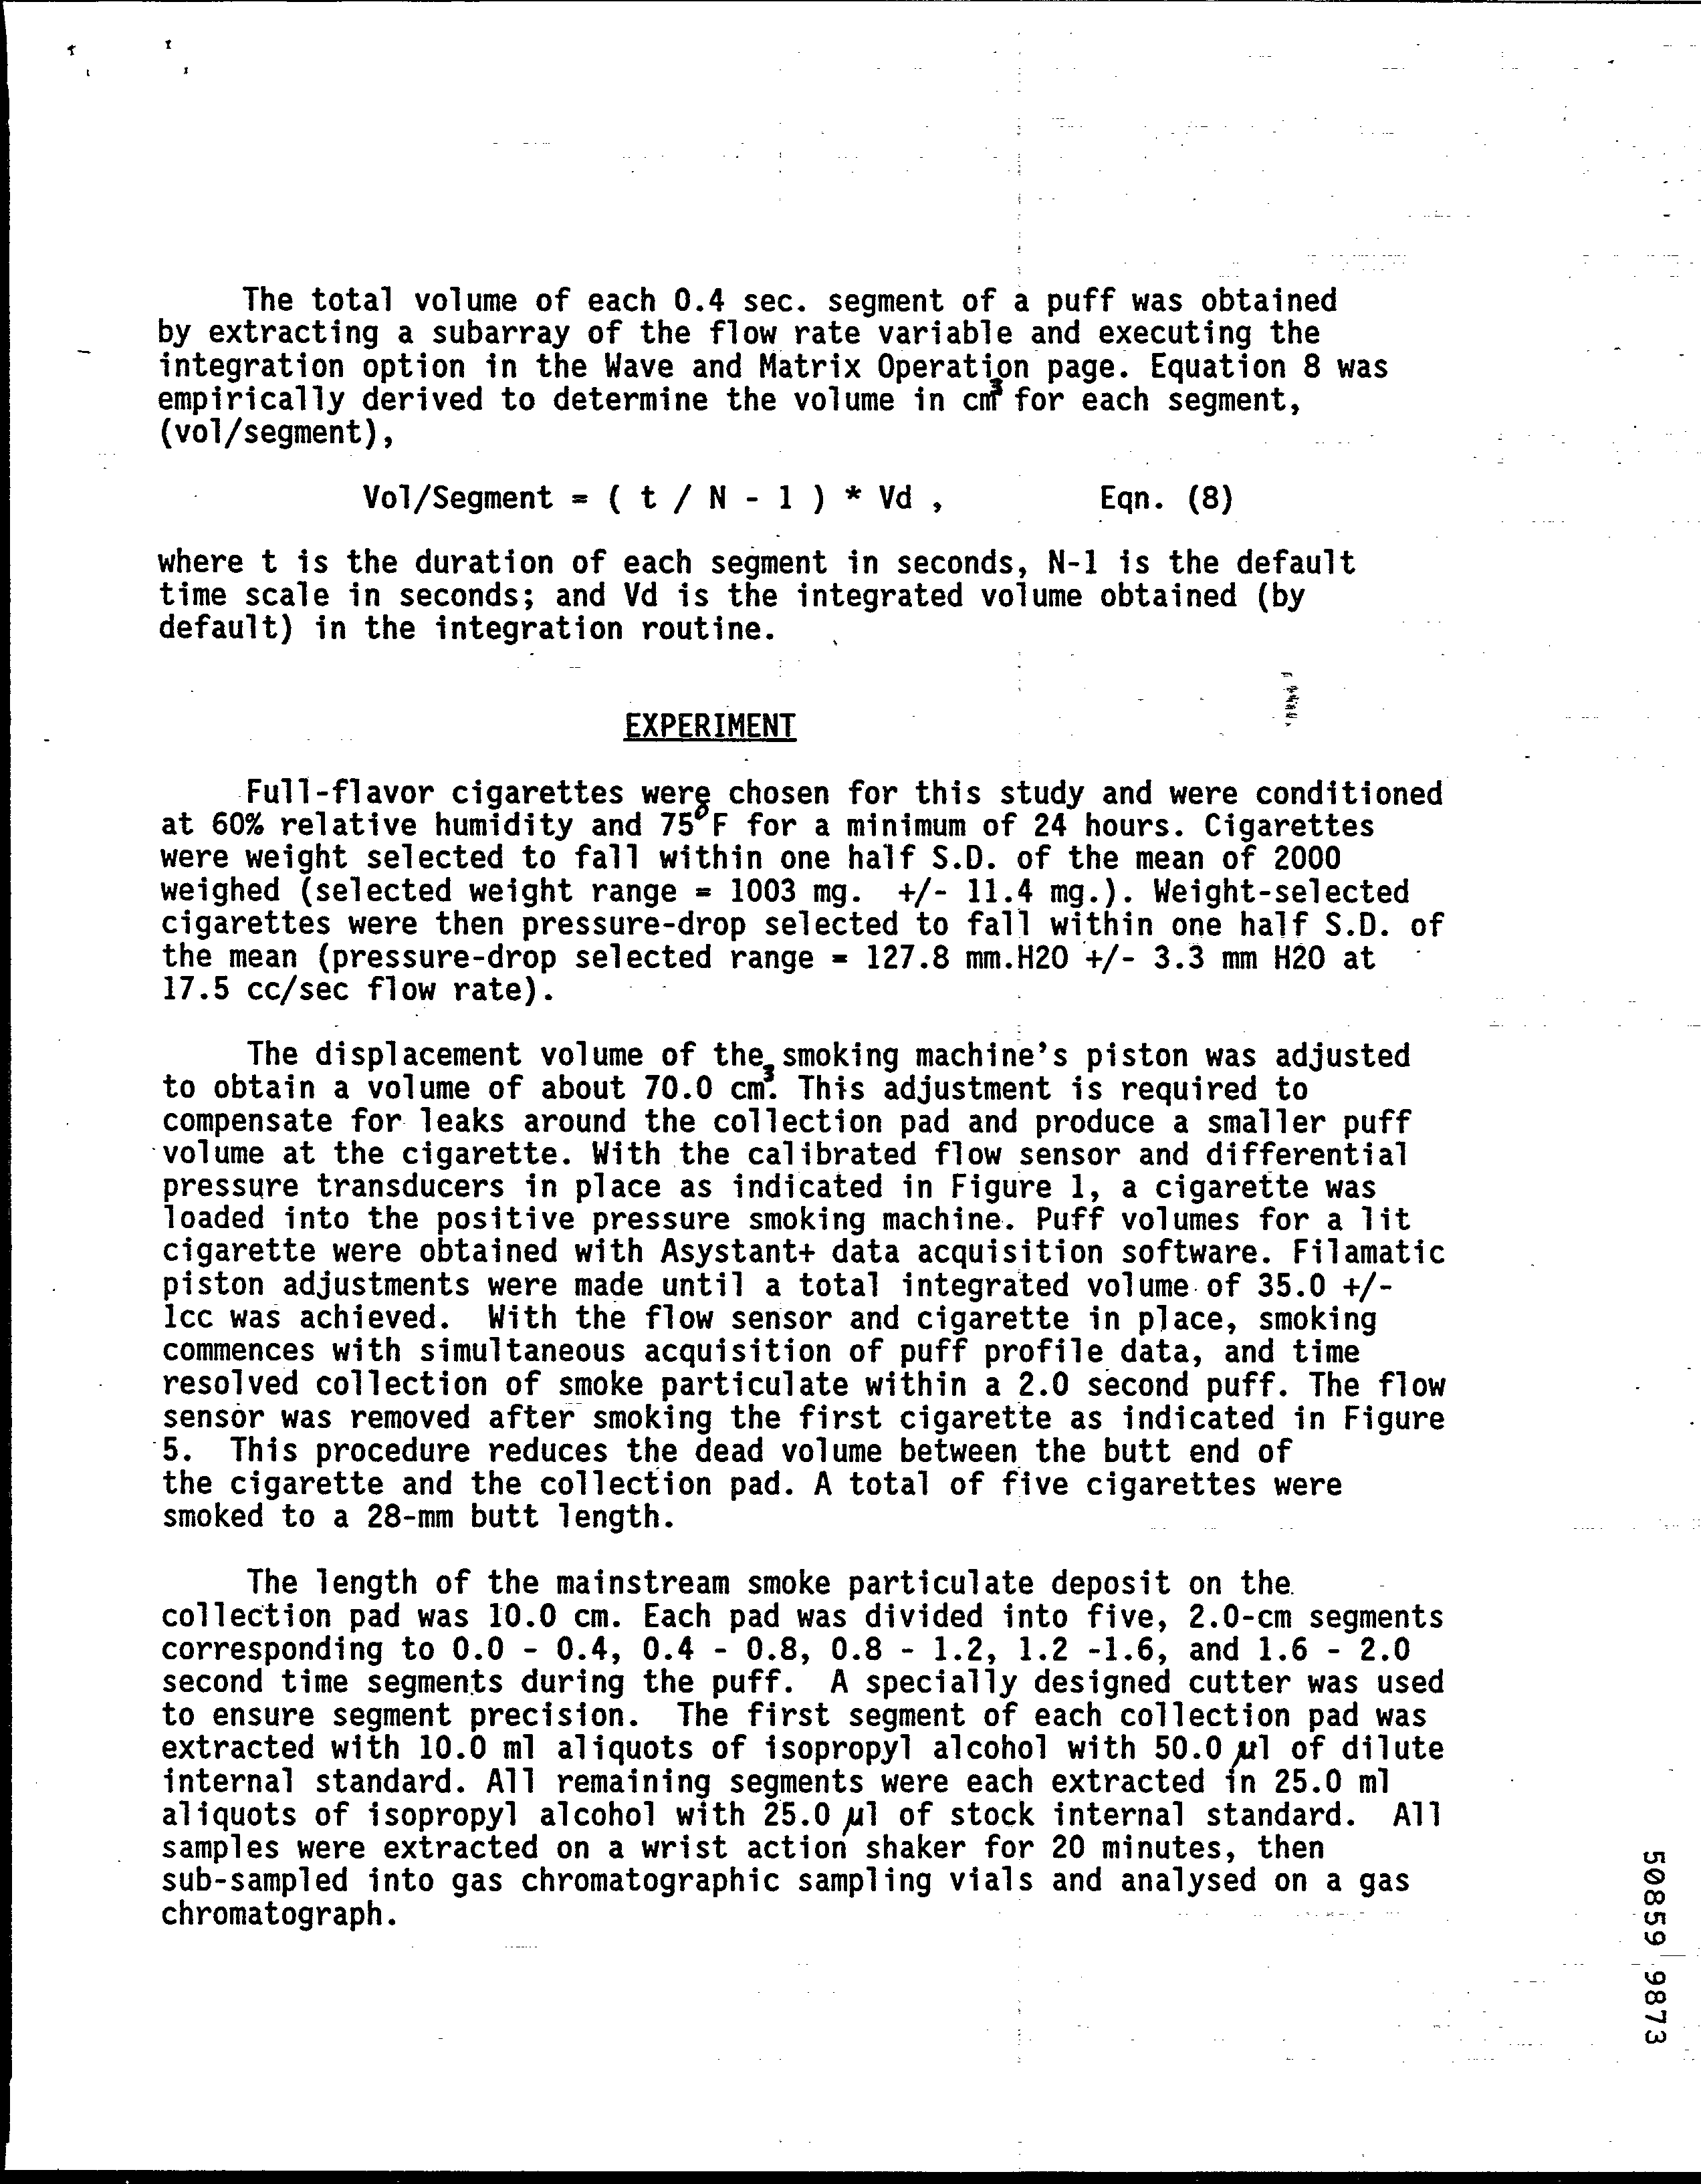 The total volume of each 0.4 sec. segment of a puff was obtained
by extracting a subarray of the flow rate variable and executing the
integration option in the Wave and Matrix Operation page. Equation 8 was
empirically derived to determine the volume in cm³ for each segment,
(vol/segment),
Vol/Segment = ( t / N - 1 ) * Vd , Eqn. (8)
where t is the duration of each segment in seconds, N-1 is the default
time scale in seconds; and Vd is the integrated volume obtained (by
default) in the integration routine.
EXPERIMENT
Full-flavor cigarettes were chosen for this study and were conditioned
at 60% relative humidity and 75°F for a minimum of 24 hours. Cigarettes
were weight selected to fall within one half S.D. of the mean of 2000
weighed (selected weight range = 1003 mg. +/- 11.4 mg.). Weight-selected
cigarettes were then pressure-drop selected to fall within one half S.D. of
the mean (pressure-drop selected range = 127.8 mm.H2O +/- 3.3 mm H2O at
17.5 cc/sec flow rate).
The displacement volume of the smoking machine's piston was adjusted
to obtain a volume of about 70.0 cm³. This adjustment is required to
compensate for leaks around the collection pad and produce a smaller puff
volume at the cigarette. With the calibrated flow sensor and differential
pressure transducers in place as indicated in Figure 1, a cigarette was
loaded into the positive pressure smoking machine. Puff volumes for a lit
cigarette were obtained with Asystant+ data acquisition software. Filamatic
piston adjustments were made until a total integrated volume of 35.0 +/-
1cc was achieved. With the flow sensor and cigarette in place, smoking
commences with simultaneous acquisition of puff profile data, and time
resolved collection of smoke particulate within a 2.0 second puff. The flow
sensor was removed after smoking the first cigarette as indicated in Figure
5. This procedure reduces the dead volume between the butt end of
the cigarette and the collection pad. A total of five cigarettes were
smoked to a 28-mm butt length.
The length of the mainstream smoke particulate deposit on the
collection pad was 10.0 cm. Each pad was divided into five, 2.0-cm segments
corresponding to 0.0 - 0.4, 0.4 - 0.8, 0.8 - 1.2, 1.2 -1.6, and 1.6 - 2.0
second time segments during the puff. A specially designed cutter was used
to ensure segment precision. The first segment of each collection pad was
extracted with 10.0 ml aliquots of isopropyl alcohol with 50.0 µl of dilute
internal standard. All remaining segments were each extracted in 25.0 ml
aliquots of isopropyl alcohol with 25.0 µl of stock internal standard. All
samples were extracted on a wrist action shaker for 20 minutes, then
sub-sampled into gas chromatographic sampling vials and analysed on a gas
chromatograph.
50859 9873